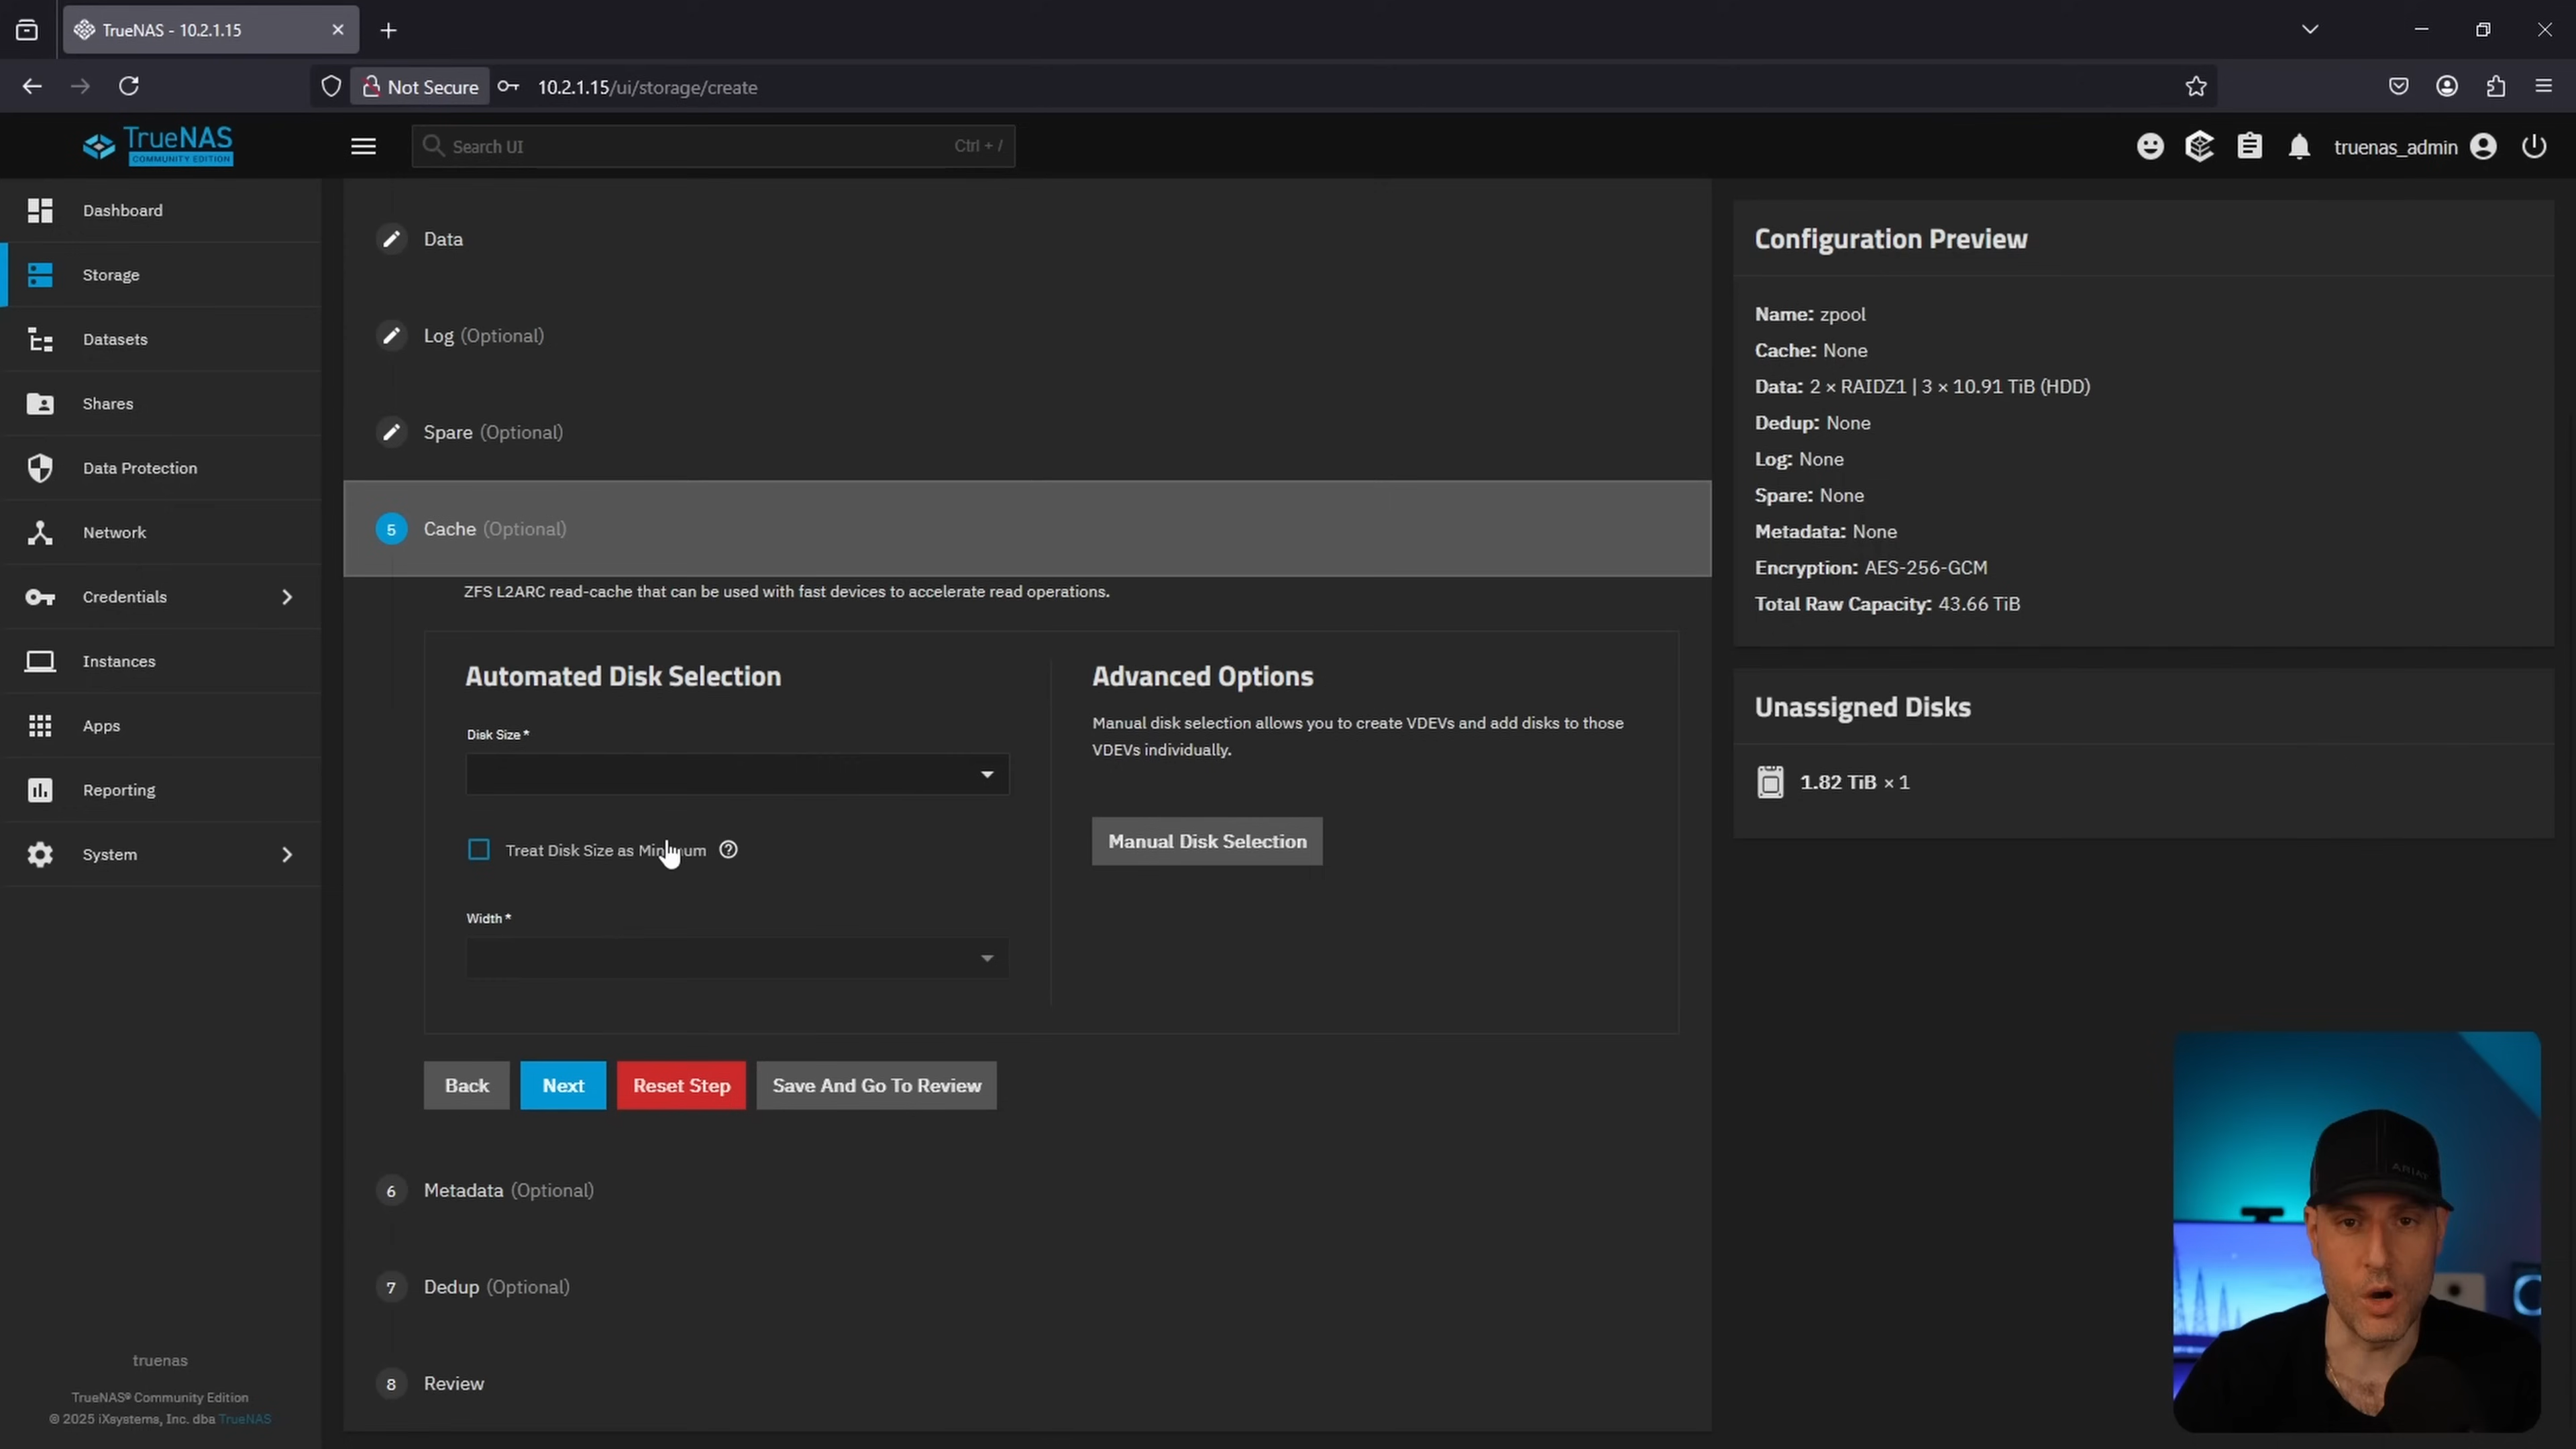 TrueNAS - 10.2.1.15
Not Secure
10.2.1.15/ui/storage/create
TrueNAS
COMMUNITY EDITION
Search UI
Ctrl + /
truenas_admin
Dashboard
Storage
Datasets
Shares
Data Protection
Network
Credentials
Instances
Apps
Reporting
System
truenas
TrueNAS® Community Edition
© 2025 iXsystems, Inc. dba TrueNAS
Data
Log (Optional)
Spare (Optional)
5 Cache (Optional)
ZFS L2ARC read-cache that can be used with fast devices to accelerate read operations.
Automated Disk Selection
Disk Size *
Treat Disk Size as Minimum
Width *
Advanced Options
Manual disk selection allows you to create VDEVs and add disks to those
VDEVs individually.
Manual Disk Selection
Back
Next
Reset Step
Save And Go To Review
6 Metadata (Optional)
7 Dedup (Optional)
8 Review
Configuration Preview
Name: zpool
Cache: None
Data: 2 × RAIDZ1 | 3 × 10.91 TiB (HDD)
Dedup: None
Log: None
Spare: None
Metadata: None
Encryption: AES-256-GCM
Total Raw Capacity: 43.66 TiB
Unassigned Disks
1.82 TiB × 1
ARIAT